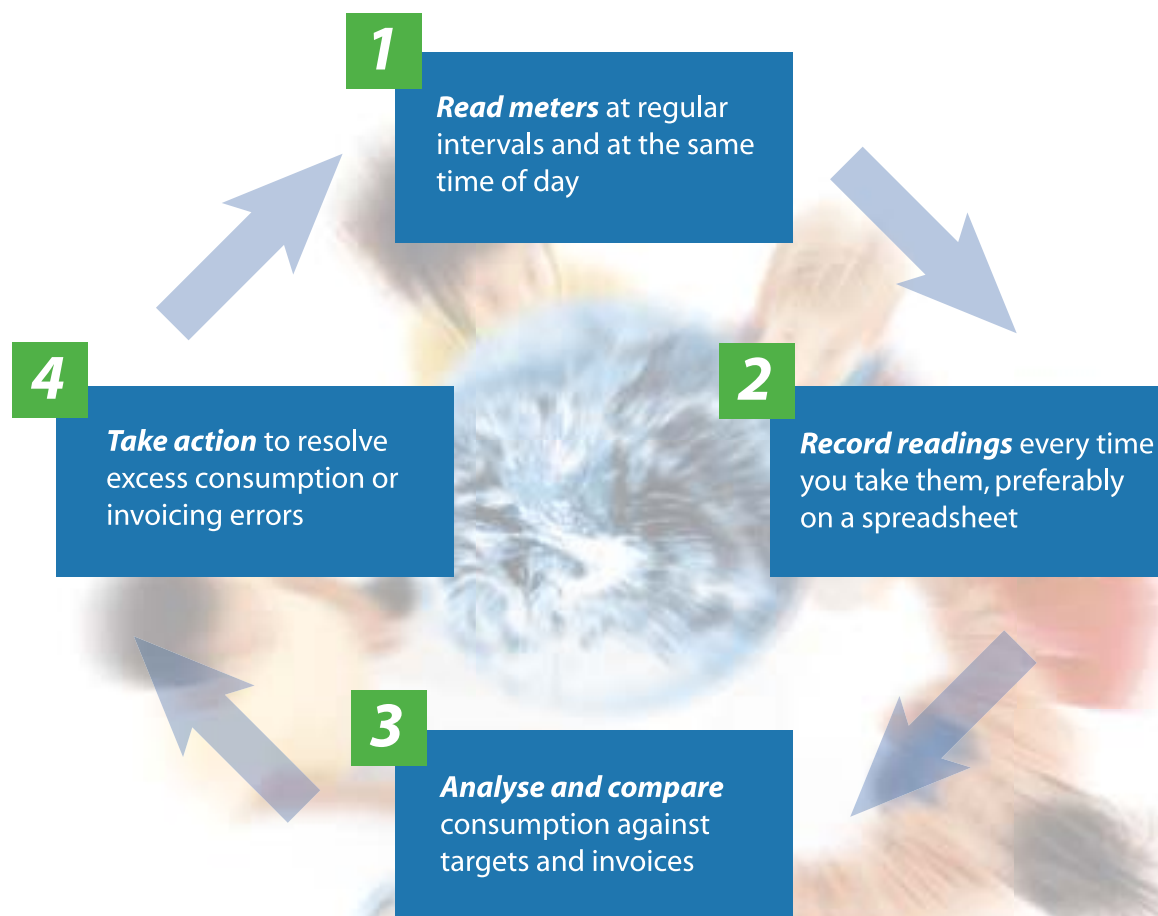 1
Read meters at regular
intervals and at the same
time of day
2
Record readings every time
you take them, preferably
on a spreadsheet
3
Analyse and compare
consumption against
targets and invoices
4
Take action to resolve
excess consumption or
invoicing errors